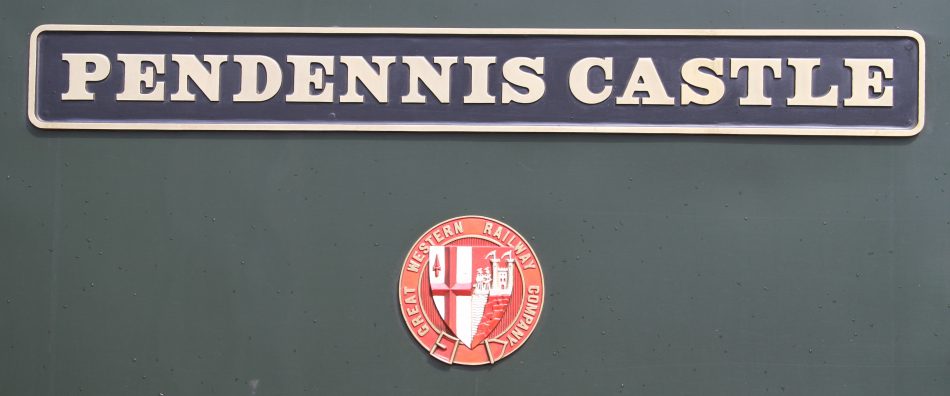 PENDENNIS CASTLE
GREAT WESTERN RAILWAY COMPANY